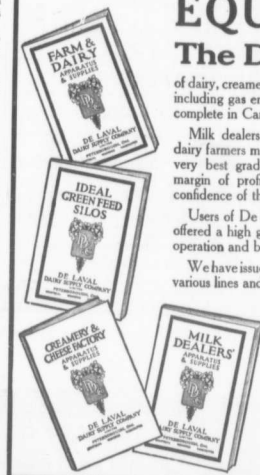 EQU
The D
of dairy, creame
including gas en
complete in Can
Milk dealers
dairy farmers m
very best grad
margin of prof
confidence of th
Users of De
offered a high g
operation and b
We have issue
various lines and
FARM &
DAIRY
APPARATUS
& SUPPLIES
DE LAVAL
DAIRY SUPPLY COMPANY
IDEAL
GREEN FEED
SILOS
DE LAVAL
DAIRY SUPPLY COMPANY
CREAMERY &
CHEESE FACTORY
APPARATUS
& SUPPLIES
DE LAVAL
DAIRY SUPPLY COMPANY
MILK
DEALERS'
APPARATUS
& SUPPLIES
DE LAVAL
DAIRY SUPPLY COMPANY